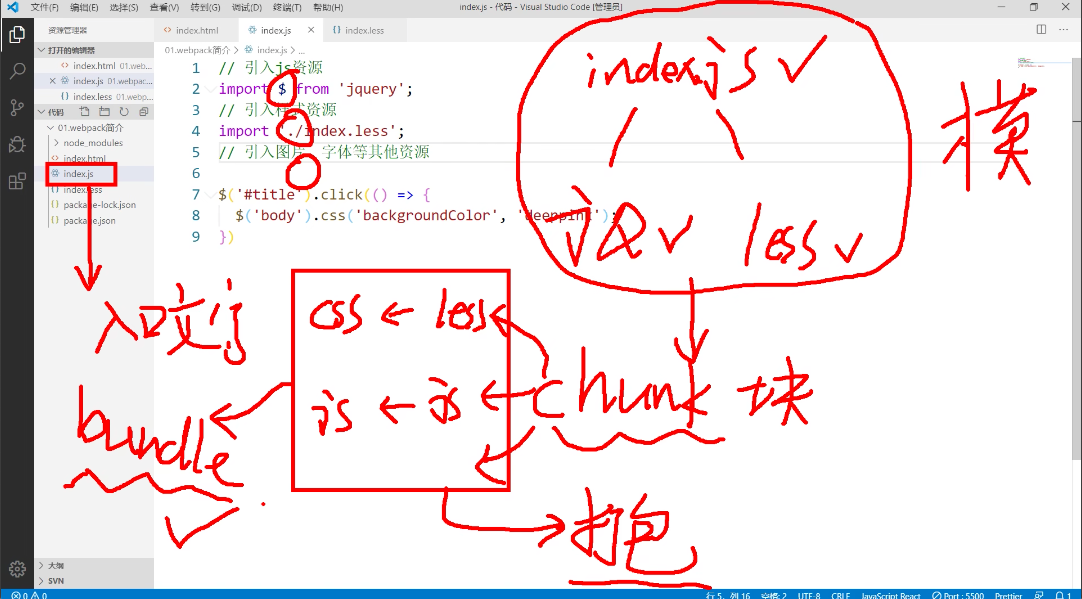 文件(F) 编辑(E) 选择(S) 查看(V) 转到(G) 调试(D) 终端(T) 帮助(H)
index.js - 代码 - Visual Studio Code [管理员]
资源管理器
打开的编辑器
index.html 01.web...
index.js 01.webpac...
index.less 01.web...
代码
01.webpack简介
node_modules
index.html
index.js
index.less
package-lock.json
package.json
大纲
SVN
index.html
index.js
index.less
01.webpack简介 > index.js > ...
1 // 引入js资源
2 import $ from 'jquery';
3 // 引入样式资源
4 import './index.less';
5 // 引入图片、字体等其他资源
6
7 $('#title').click(() => {
8 $('body').css('backgroundColor', 'deeppink');
9 })
index.js
less
模
css ← less
js ← js
chunk 块
入口文件
bundle
打包
0 0
行 5，列 16 空格: 2 UTF-8 CRLF JavaScript React Port : 5500 Prettier 1